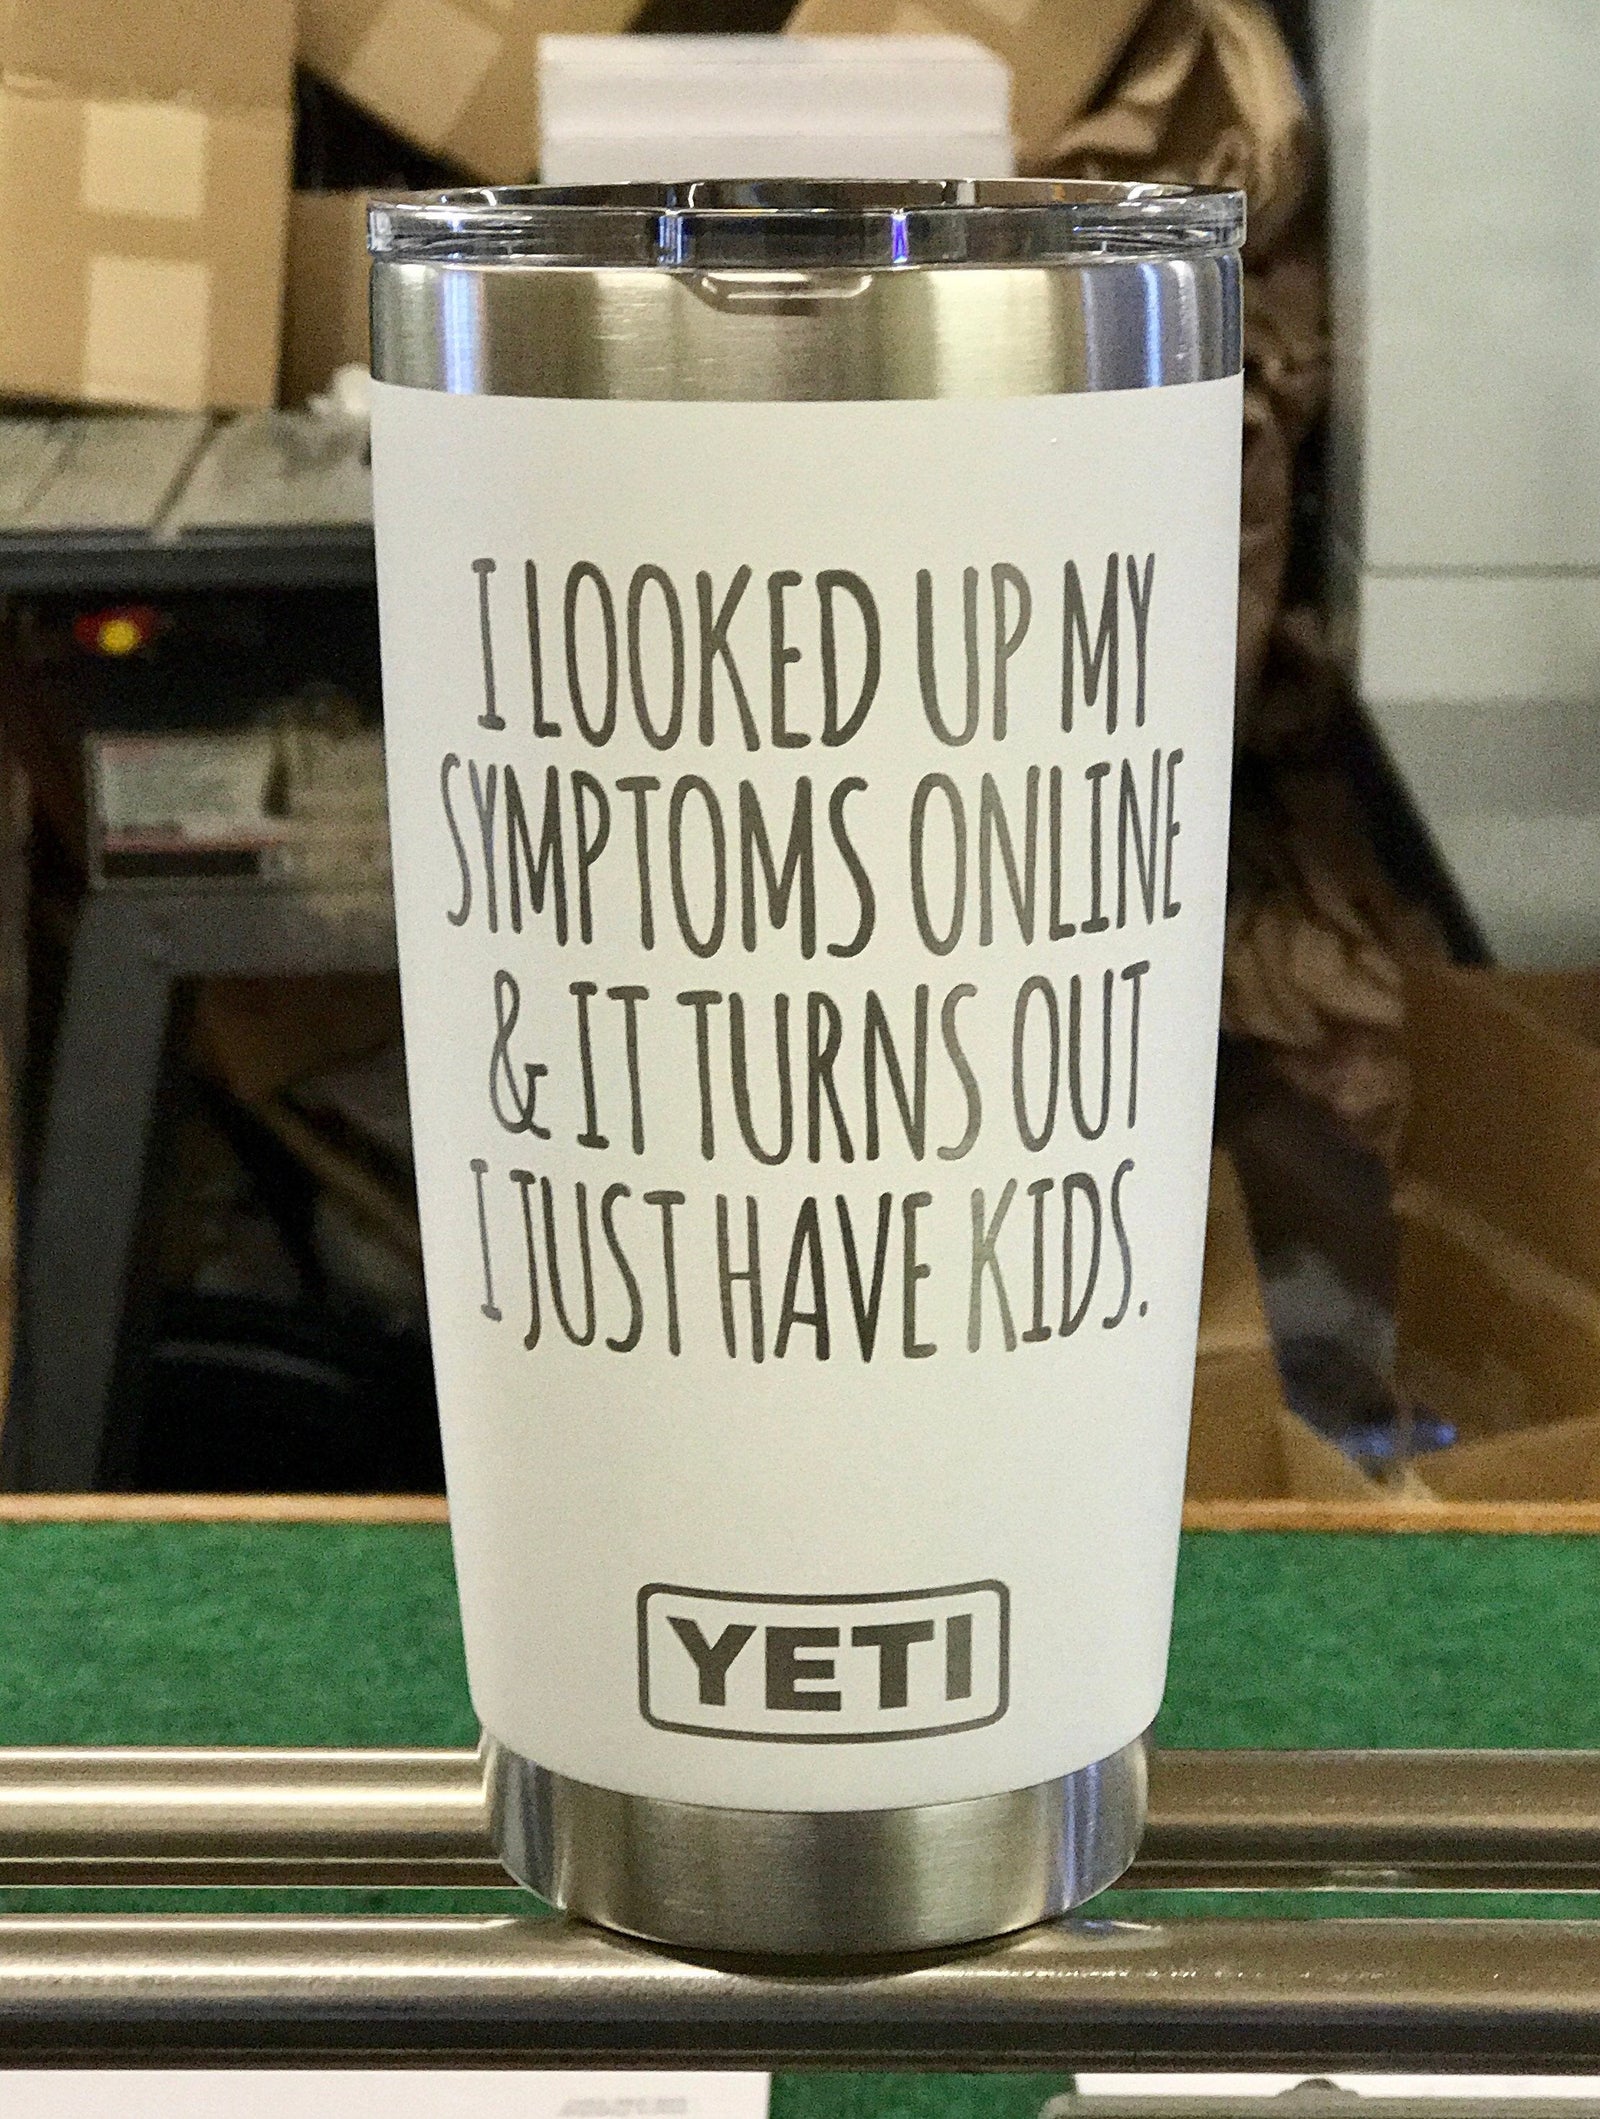 I LOOKED UP MY
SYMPTOMS ONLINE
& IT TURNS OUT
I JUST HAVE KIDS.
YETI